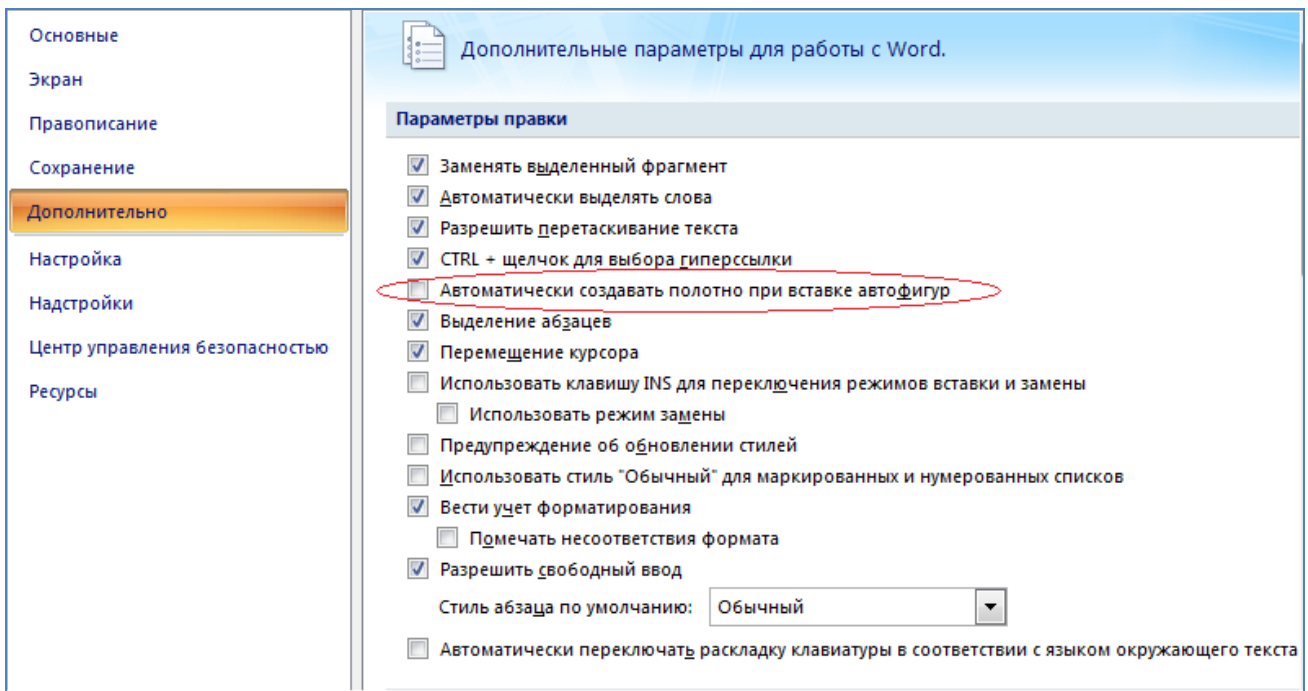 Основные
Экран
Правописание
Сохранение
Дополнительно
Настройка
Надстройки
Центр управления безопасностью
Ресурсы
Дополнительные параметры для работы с Word.
Параметры правки
Заменять выделенный фрагмент
Автоматически выделять слова
Разрешить перетаскивание текста
CTRL + щелчок для выбора гиперссылки
Автоматически создавать полотно при вставке автофигур
Выделение абзацев
Перемещение курсора
Использовать клавишу INS для переключения режимов вставки и замены
Использовать режим замены
Предупреждение об обновлении стилей
Использовать стиль "Обычный" для маркированных и нумерованных списков
Вести учет форматирования
Помечать несоответствия формата
Разрешить свободный ввод
Стиль абзаца по умолчанию: Обычный
Автоматически переключать раскладку клавиатуры в соответствии с языком окружающего текста